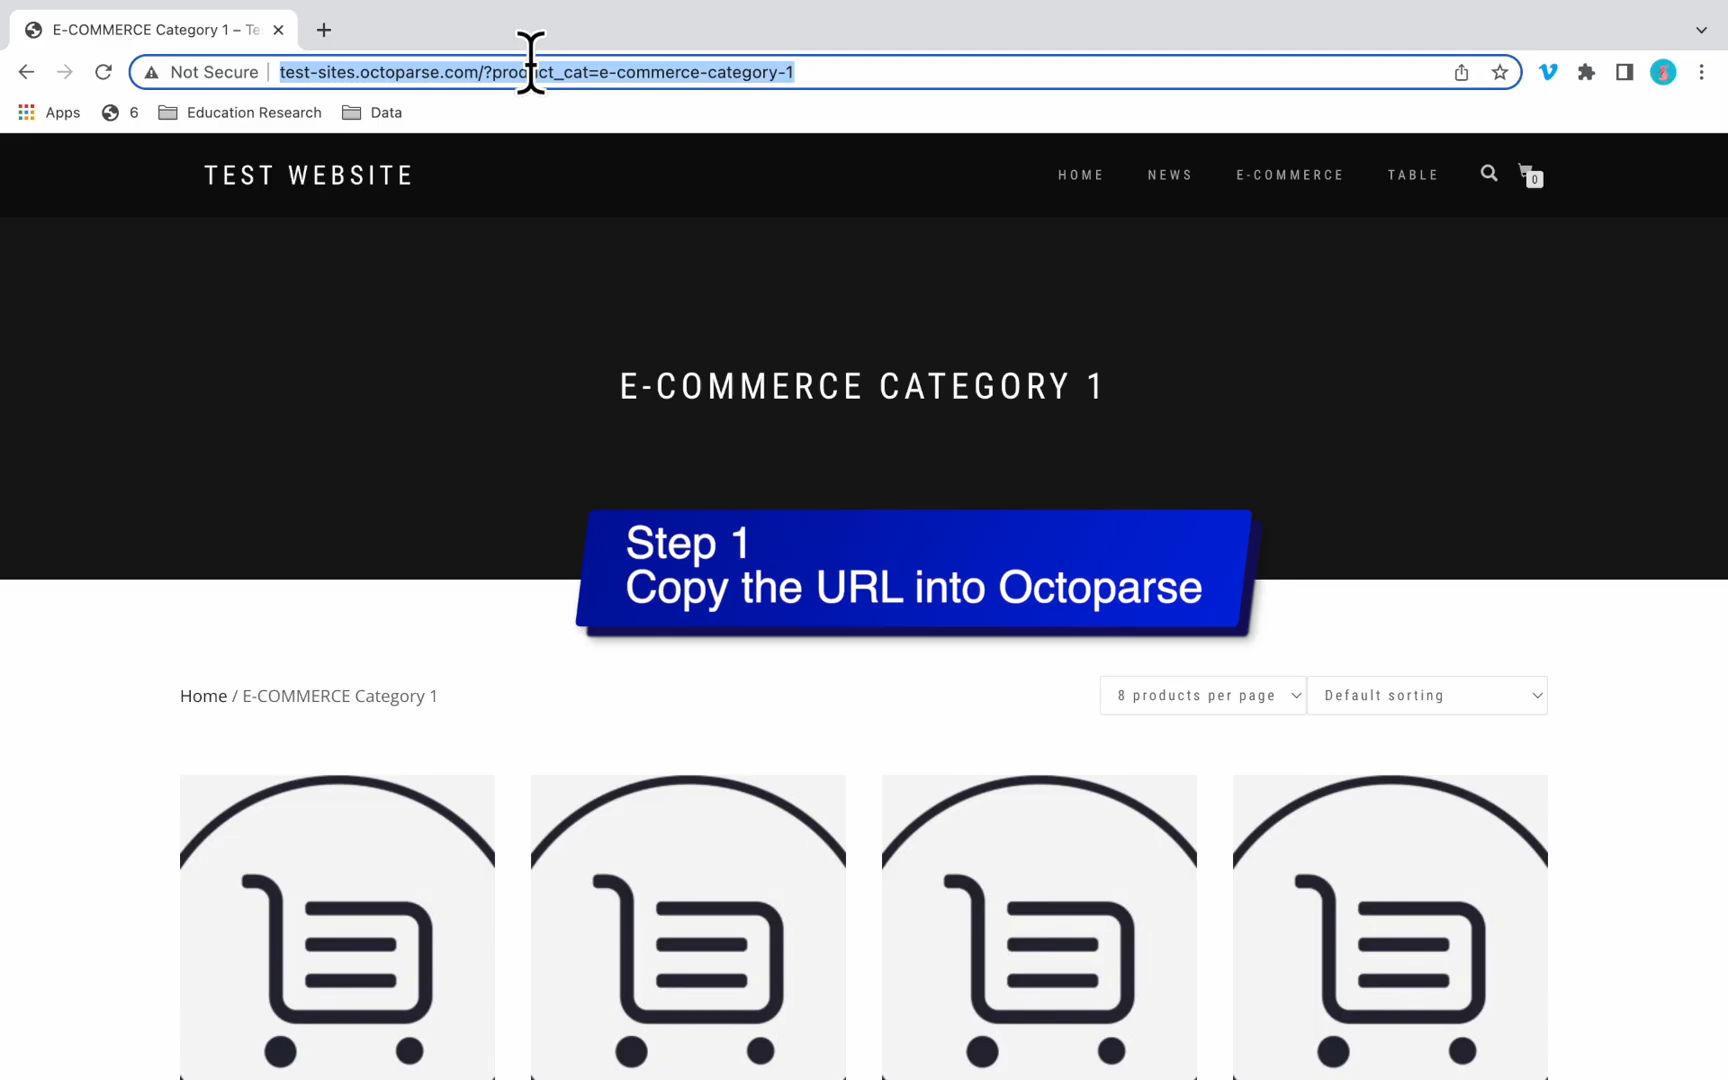 E-COMMERCE Category 1 – Te
Not Secure
test-sites.octoparse.com/?product_cat=e-commerce-category-1
Apps
6
Education Research
Data
TEST WEBSITE
HOME
NEWS
E-COMMERCE
TABLE
0
E-COMMERCE CATEGORY 1
Step 1
Copy the URL into Octoparse
Home / E-COMMERCE Category 1
8 products per page
Default sorting